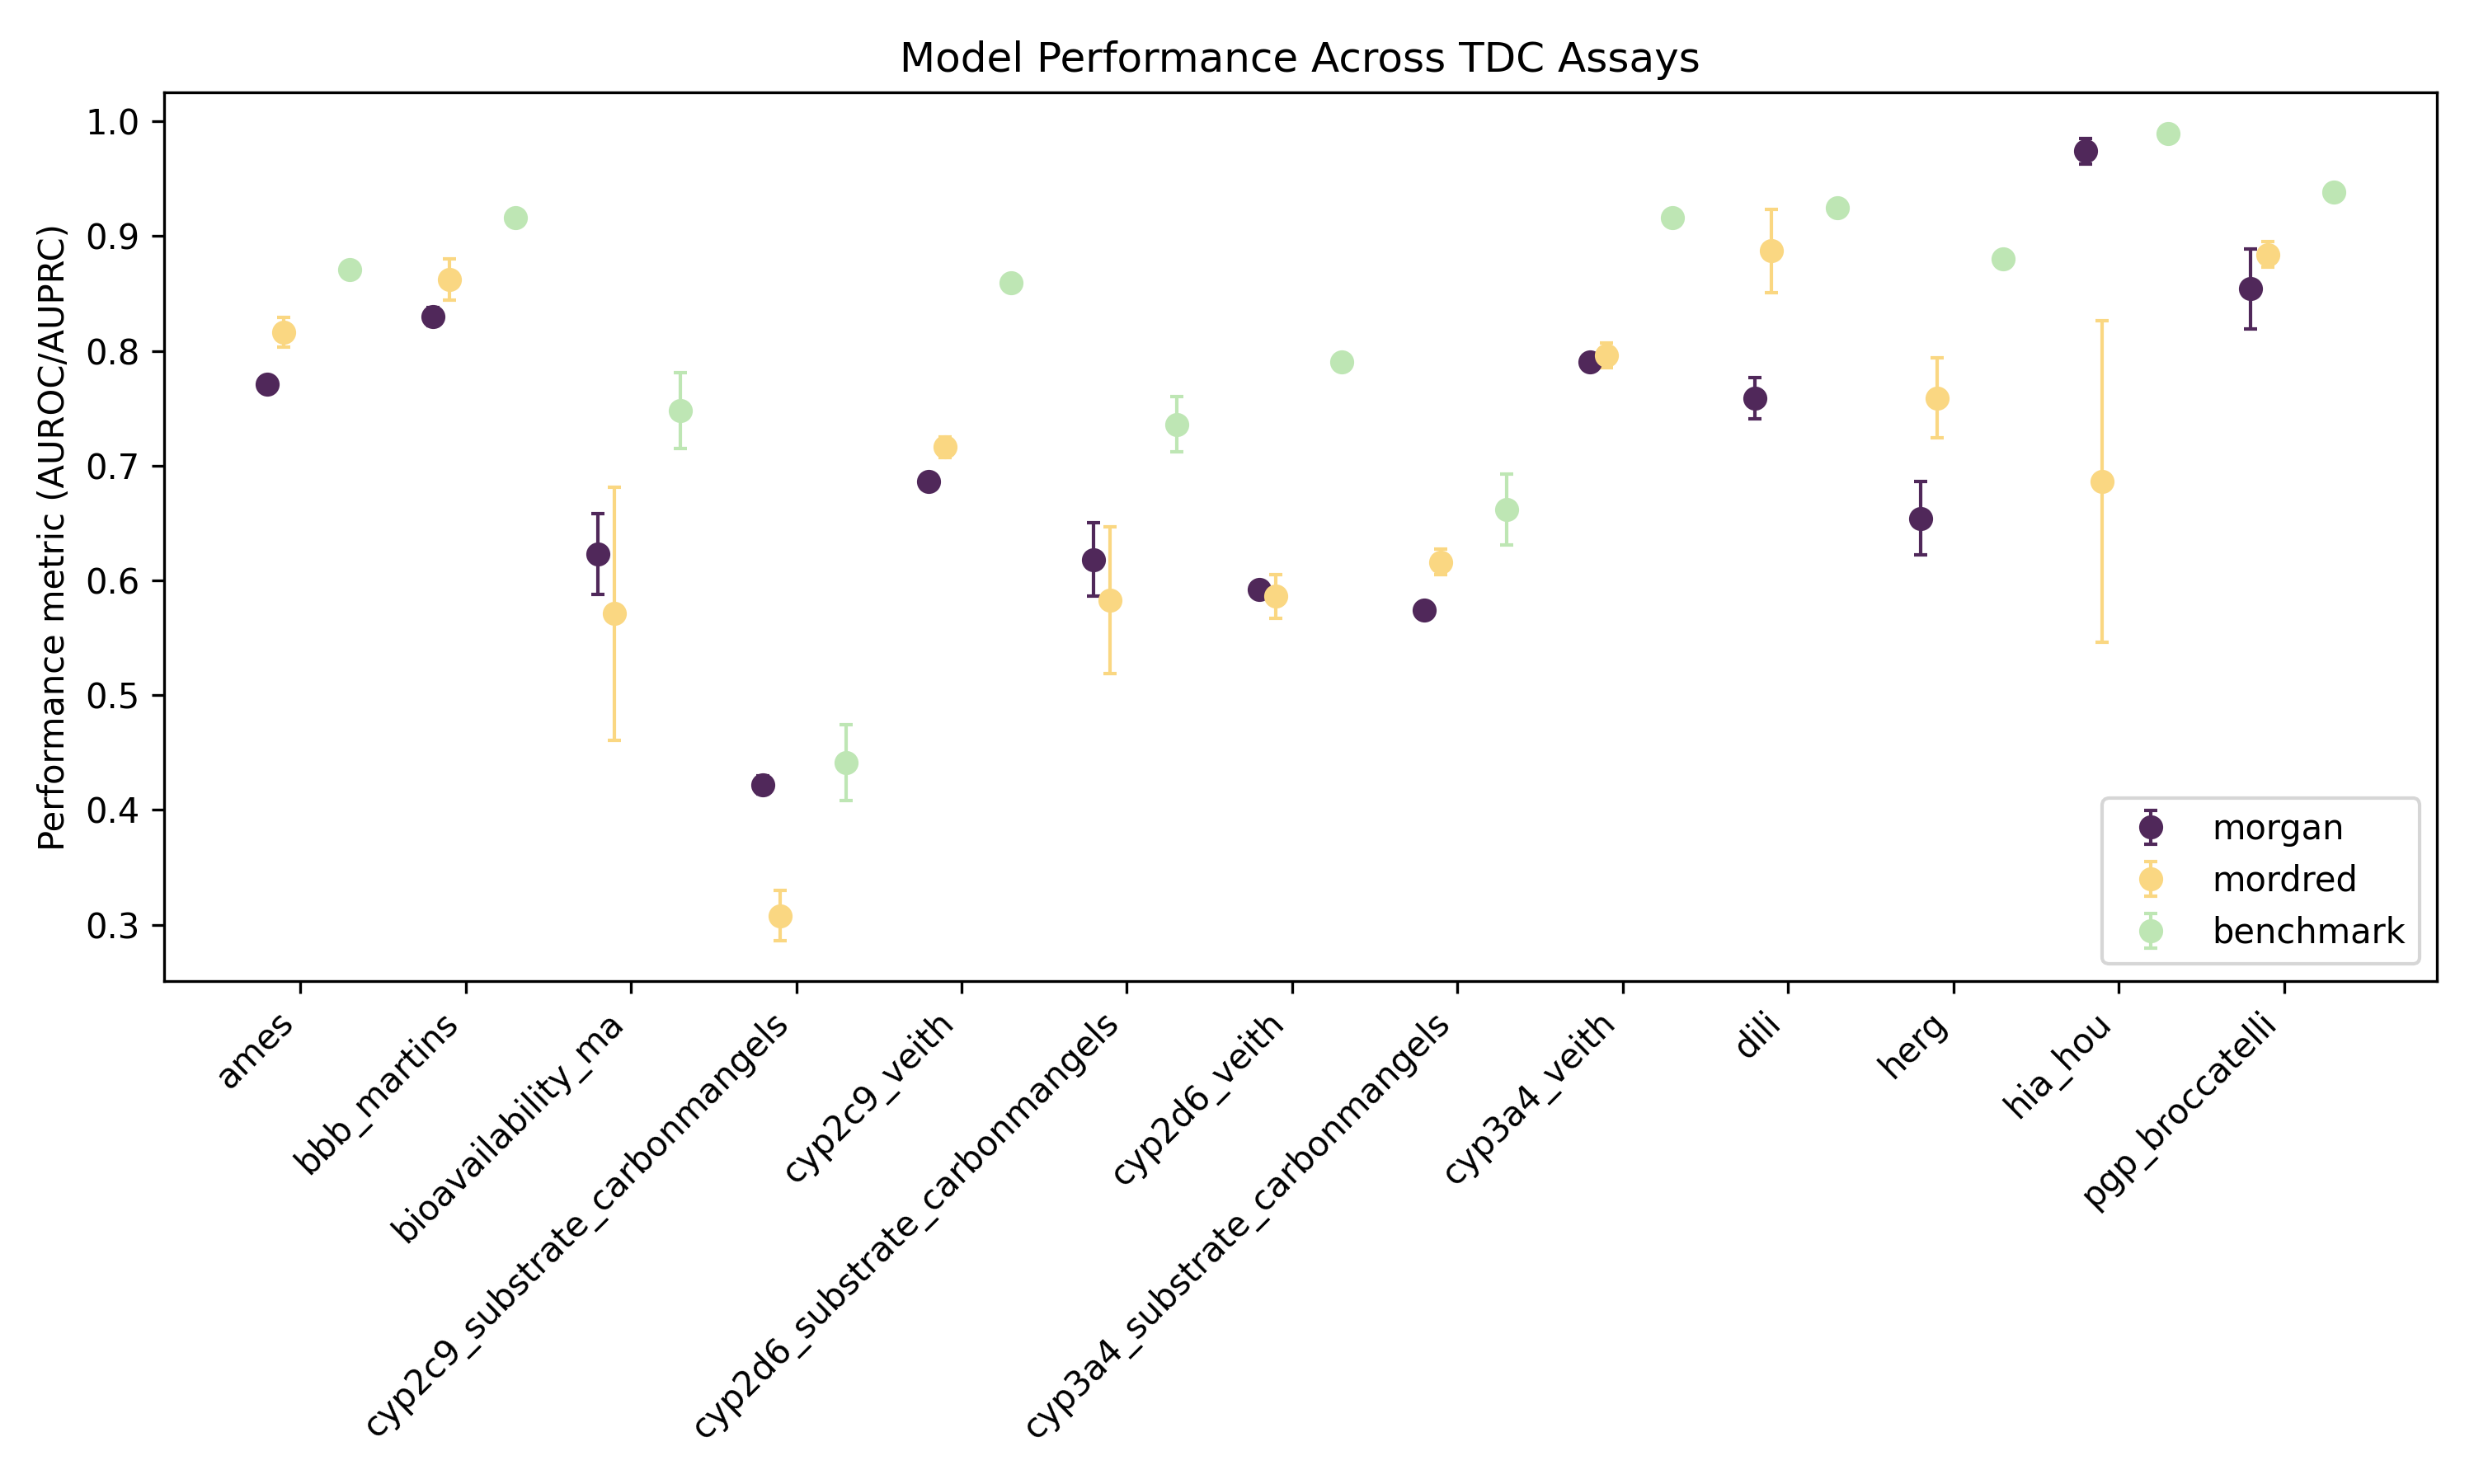 Model Performance Across TDC Assays
Performance metric (AUROC/AUPRC)
1.0
0.9
0.8
0.7
0.6
0.5
0.4
0.3
morgan
mordred
benchmark
ames
bbb_martins
bioavailability_ma
cyp2c9_substrate_carbonmangels
cyp2c9_veith
cyp2d6_substrate_carbonmangels
cyp2d6_veith
cyp3a4_substrate_carbonmangels
cyp3a4_veith
dili
herg
hia_hou
pgp_broccatelli